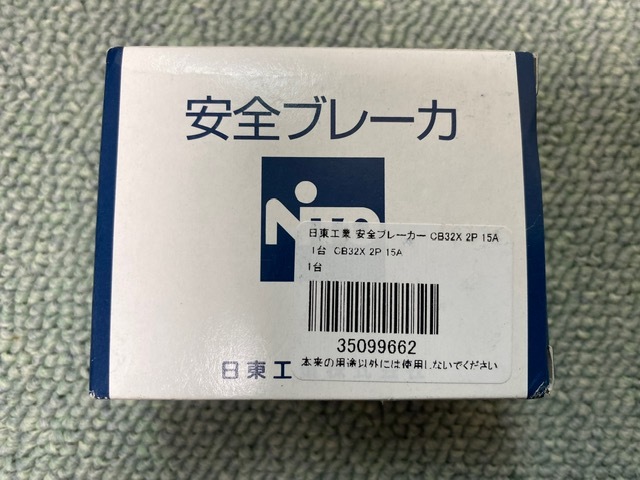 安全ブレーカ
日東工業 安全ブレーカー CB32X 2P 15A
1台 CB32X 2P 15A
1台
35099662
本来の用途以外には使用しないでください
日東工